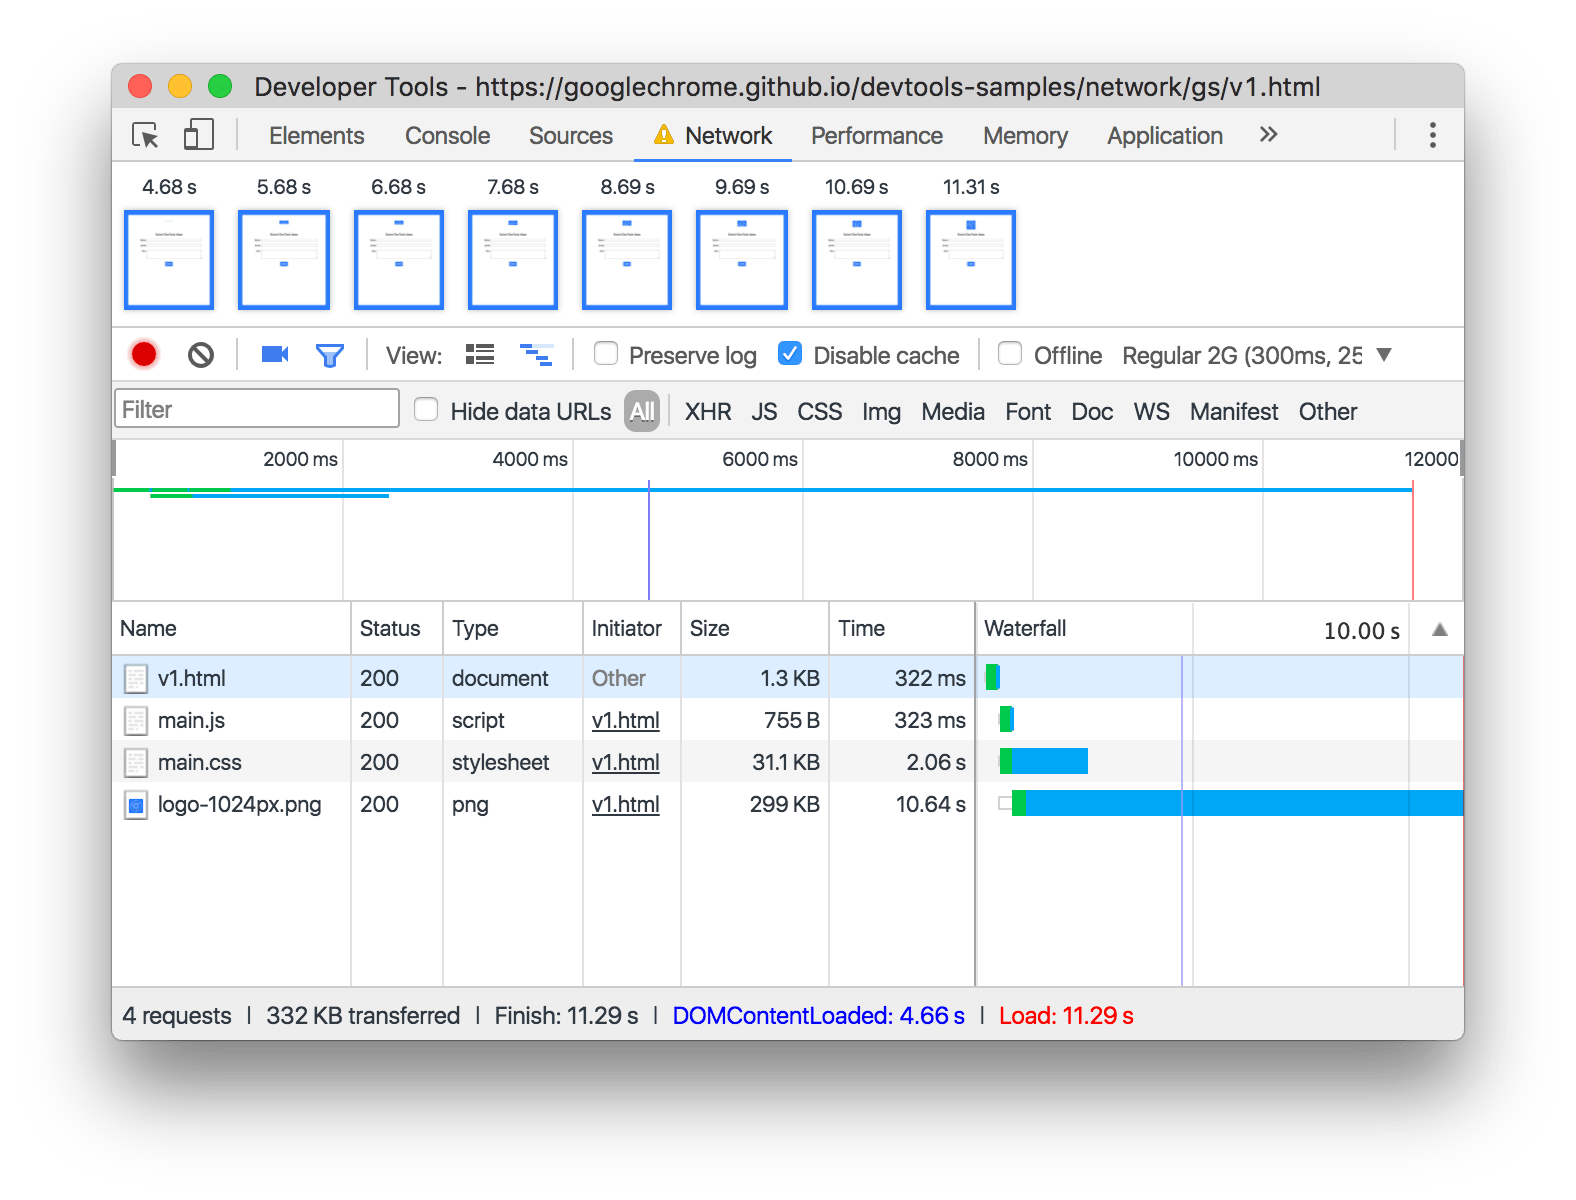 Developer Tools - https://googlechrome.github.io/devtools-samples/network/gs/v1.html
Elements Console Sources Network Performance Memory Application »
4.68 s 5.68 s 6.68 s 7.68 s 8.69 s 9.69 s 10.69 s 11.31 s
View: Preserve log Disable cache Offline Regular 2G (300ms, 25
Filter Hide data URLs All XHR JS CSS Img Media Font Doc WS Manifest Other
2000 ms 4000 ms 6000 ms 8000 ms 10000 ms 12000
Name Status Type Initiator Size Time Waterfall 10.00 s
v1.html 200 document Other 1.3 KB 322 ms
main.js 200 script v1.html 755 B 323 ms
main.css 200 stylesheet v1.html 31.1 KB 2.06 s
logo-1024px.png 200 png v1.html 299 KB 10.64 s
4 requests | 332 KB transferred | Finish: 11.29 s | DOMContentLoaded: 4.66 s | Load: 11.29 s